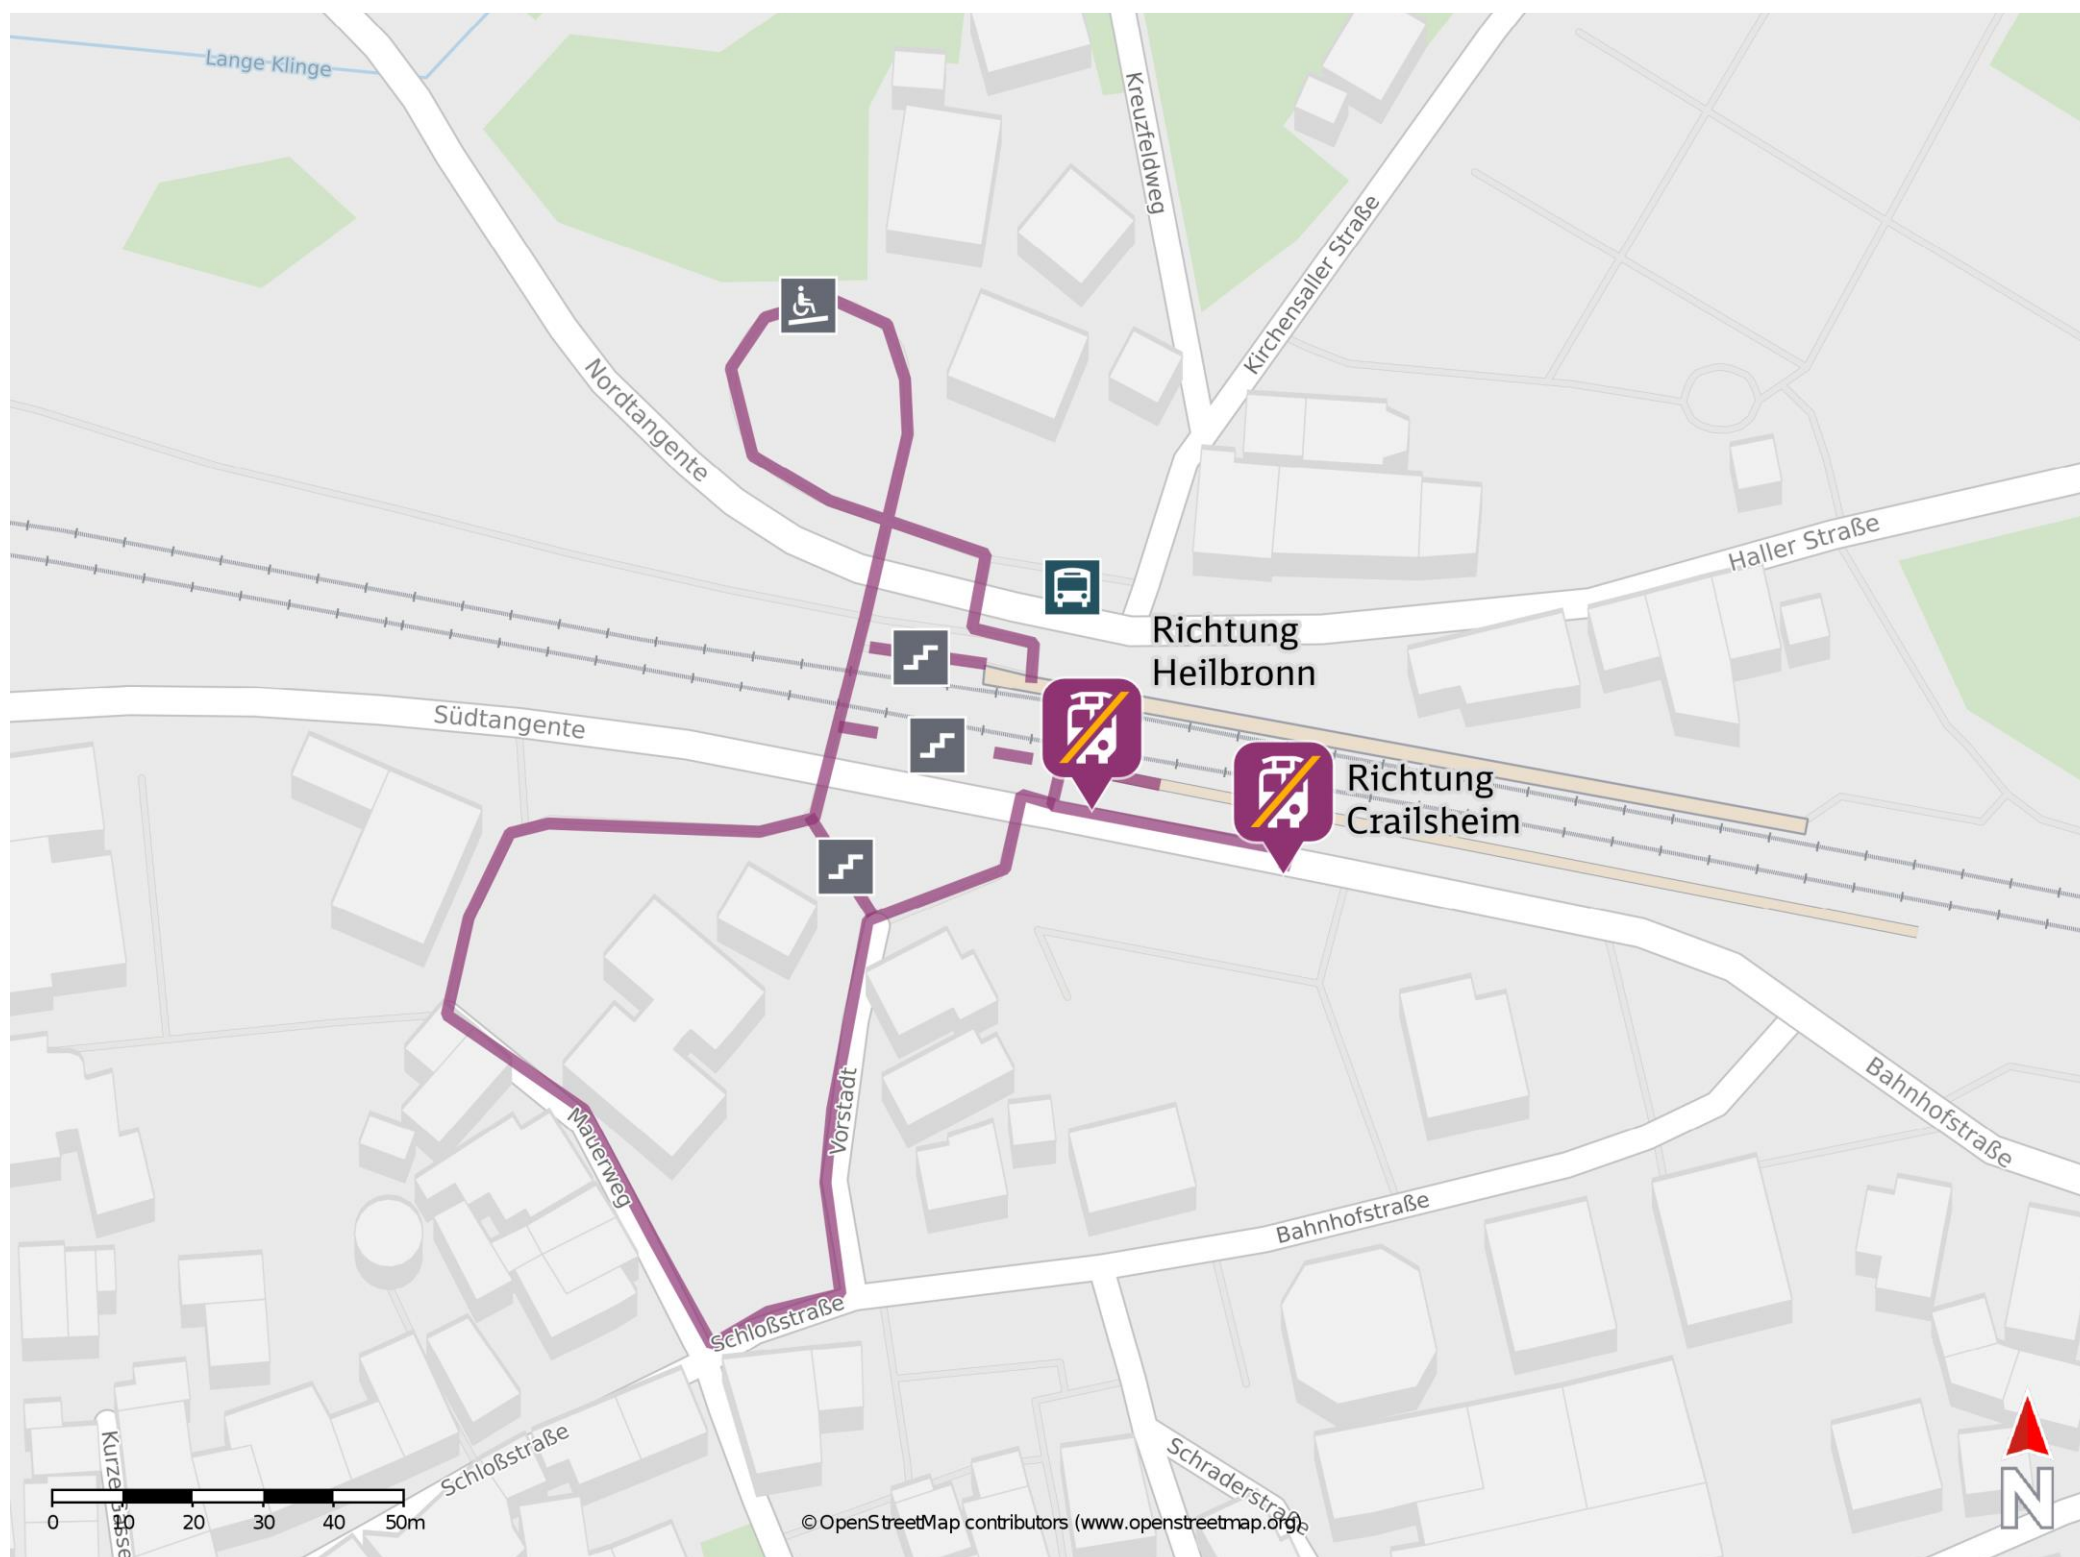 Lange Klinge
Kreuzfeldweg
Kirchensaller Straße
Nordtangente
Haller Straße
Richtung
Heilbronn
Südtangente
Richtung
Crailsheim
Bahnhofstraße
Vorstadt
Mauerweg
Bahnhofstraße
Schloßstraße
Schloßstraße
Kurze Gasse
Schraderstraße
N
0 10 20 30 40 50m
© OpenStreetMap contributors (www.openstreetmap.org)